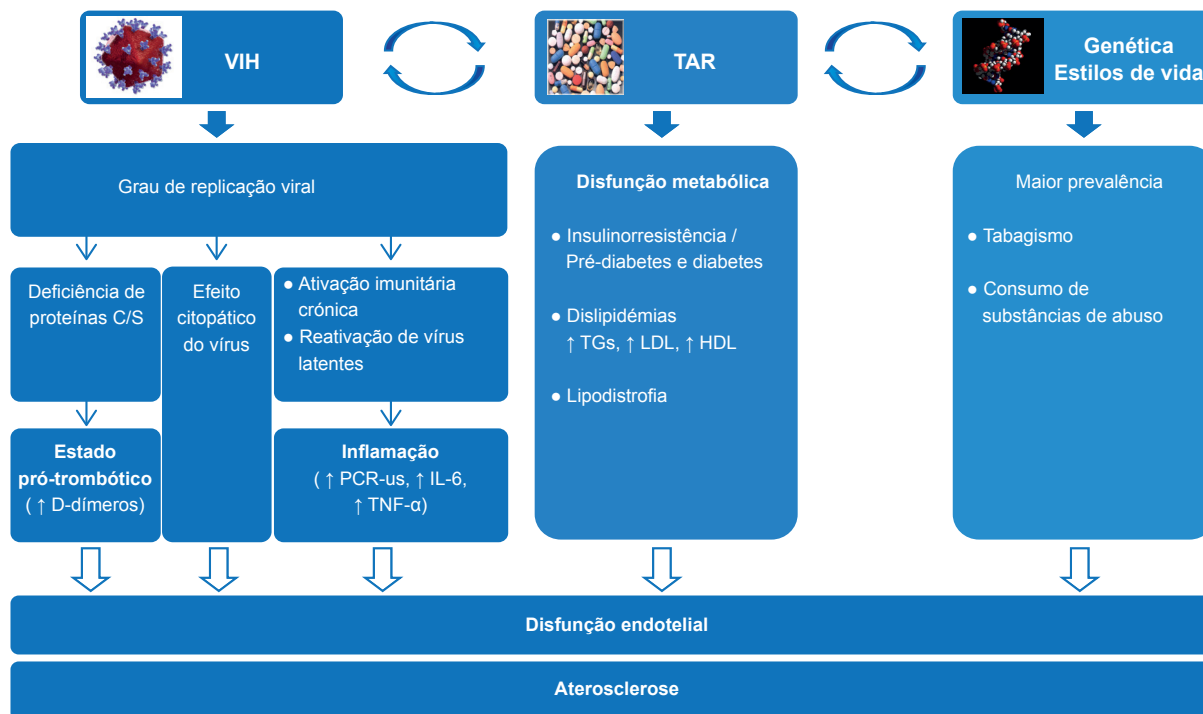 VIH
TAR
Genética
Estilos de vida
Grau de replicação viral
Deficiência de
proteínas C/S
Efeito
citopático
do vírus
● Ativação imunitária
crónica
● Reativação de vírus
latentes
Estado
pró-trombótico
( ↑ D-dímeros)
Inflamação
( ↑ PCR-us, ↑ IL-6,
↑ TNF-α)
Disfunção metabólica
● Insulinorresistência /
Pré-diabetes e diabetes
● Dislipidémias
↑ TGs, ↑ LDL, ↑ HDL
● Lipodistrofia
Maior prevalência
● Tabagismo
● Consumo de
substâncias de abuso
Disfunção endotelial
Aterosclerose